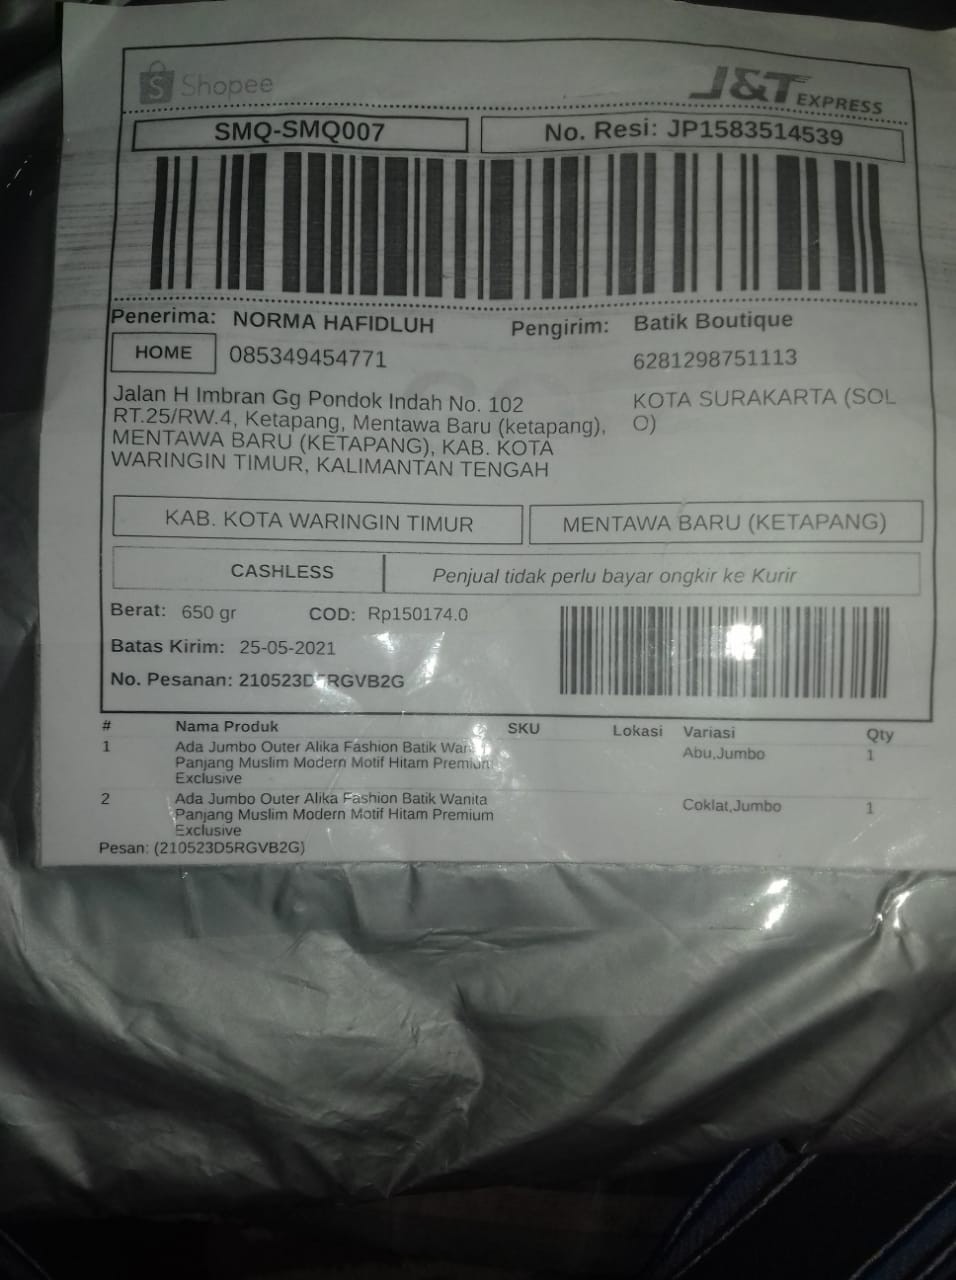 Shopee
J&T EXPRESS
SMQ-SMQ007
No. Resi: JP1583514539
Penerima: NORMA HAFIDLUH
HOME 085349454771
Jalan H Imbran Gg Pondok Indah No. 102
RT.25/RW.4, Ketapang, Mentawa Baru (ketapang),
MENTAWA BARU (KETAPANG), KAB. KOTA
WARINGIN TIMUR, KALIMANTAN TENGAH
Pengirim: Batik Boutique
6281298751113
KOTA SURAKARTA (SOL
O)
KAB. KOTA WARINGIN TIMUR
MENTAWA BARU (KETAPANG)
CASHLESS
Penjual tidak perlu bayar ongkir ke Kurir
Berat: 650 gr COD: Rp150174.0
Batas Kirim: 25-05-2021
No. Pesanan: 210523D5RGVB2G
# Nama Produk SKU Lokasi Variasi Qty
1 Ada Jumbo Outer Alika Fashion Batik Wanita Abu,Jumbo 1
Panjang Muslim Modern Motif Hitam Premium
Exclusive
2 Ada Jumbo Outer Alika Fashion Batik Wanita Coklat,Jumbo 1
Panjang Muslim Modern Motif Hitam Premium
Exclusive
Pesan: (210523D5RGVB2G)